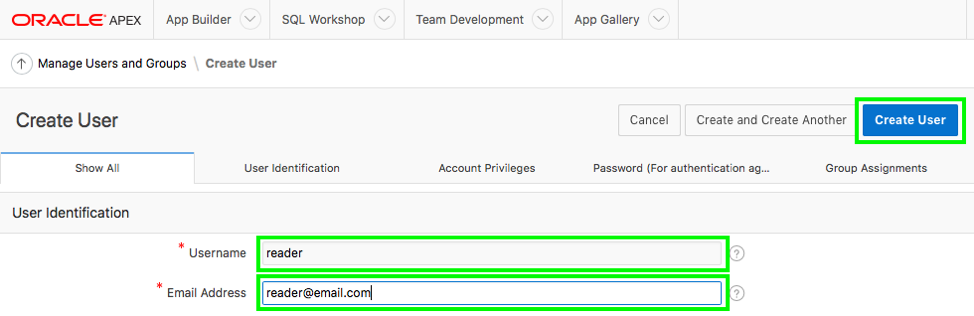 ORACLE APEX App Builder SQL Workshop Team Development App Gallery
Manage Users and Groups \ Create User
Create User Cancel Create and Create Another Create User
Show All User Identification Account Privileges Password (For authentication ag... Group Assignments
User Identification
* Username reader ?
* Email Address reader@email.com ?